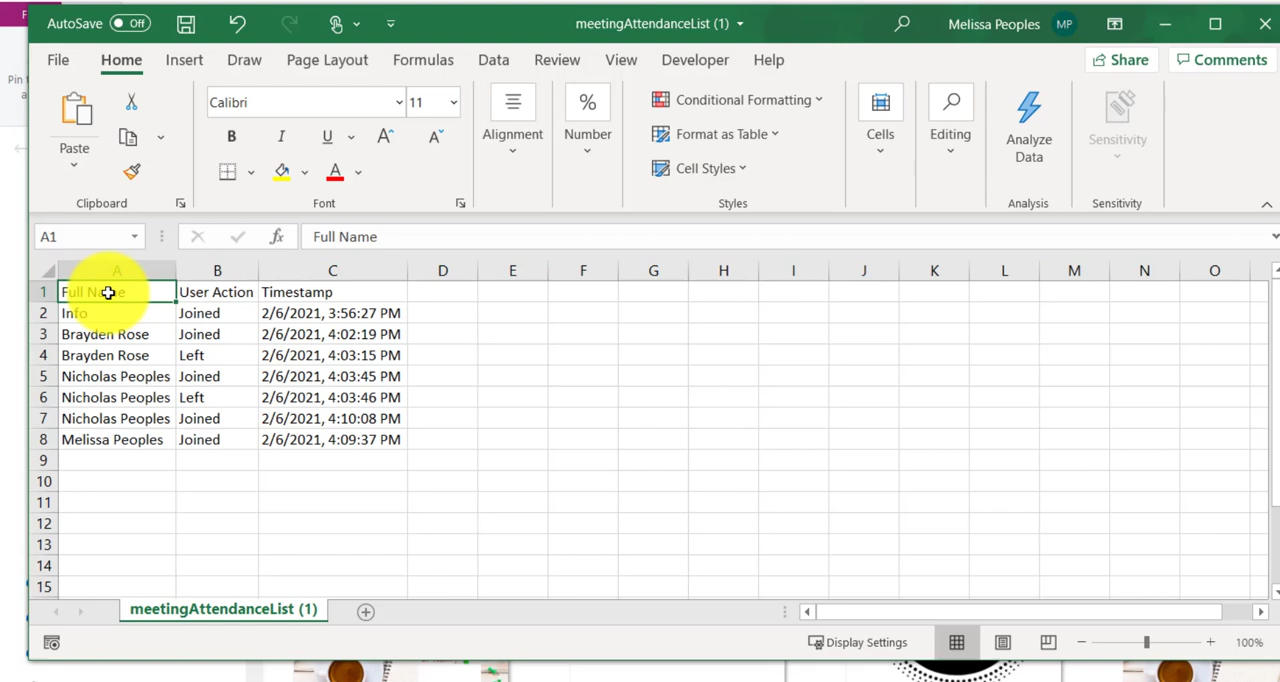 AutoSave Off meetingAttendanceList (1) Melissa Peoples MP
File Home Insert Draw Page Layout Formulas Data Review View Developer Help Share Comments
Pin t
a
Calibri 11 %
Paste Alignment Number Conditional Formatting Format as Table Cell Styles Cells Editing Analyze Data Sensitivity
B I U A A
A
Clipboard Font Styles Analysis Sensitivity
A1 fx Full Name
A B C D E F G H I J K L M N O
1 Full Name User Action Timestamp
2 Info Joined 2/6/2021, 3:56:27 PM
3 Brayden Rose Joined 2/6/2021, 4:02:19 PM
4 Brayden Rose Left 2/6/2021, 4:03:15 PM
5 Nicholas Peoples Joined 2/6/2021, 4:03:45 PM
6 Nicholas Peoples Left 2/6/2021, 4:03:46 PM
7 Nicholas Peoples Joined 2/6/2021, 4:10:08 PM
8 Melissa Peoples Joined 2/6/2021, 4:09:37 PM
9
10
11
12
13
14
15
meetingAttendanceList (1)
Display Settings 100%